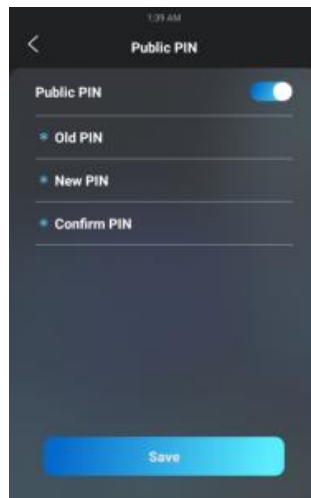 1:39 AM
Public PIN
Public PIN
* Old PIN
* New PIN
* Confirm PIN
Save